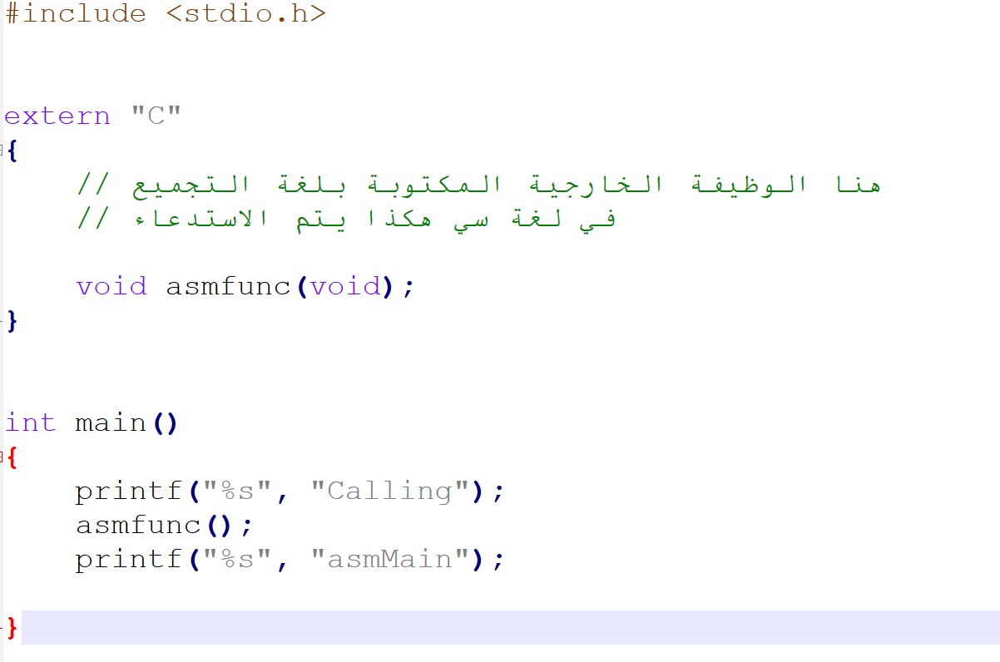 #include <stdio.h>
extern "C"
{
// هنا الوظيفة الخارجية المكتوبة بلغة التجميع
// في لغة سي هكذا يتم الاستدعاء
void asmfunc(void);
}
int main()
{
printf("%s", "Calling");
asmfunc();
printf("%s", "asmMain");
}